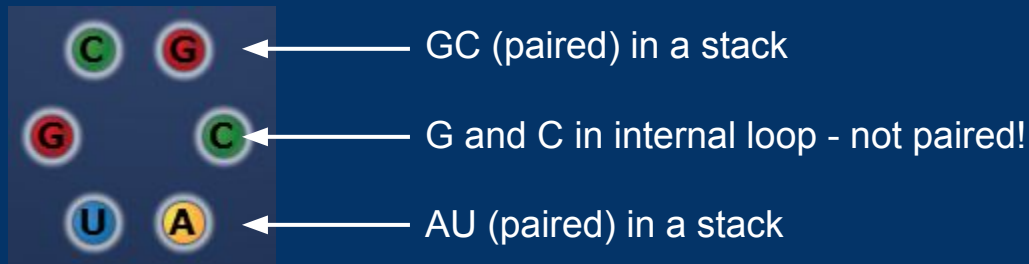 C G
GC (paired) in a stack
G C
G and C in internal loop - not paired!
U A
AU (paired) in a stack